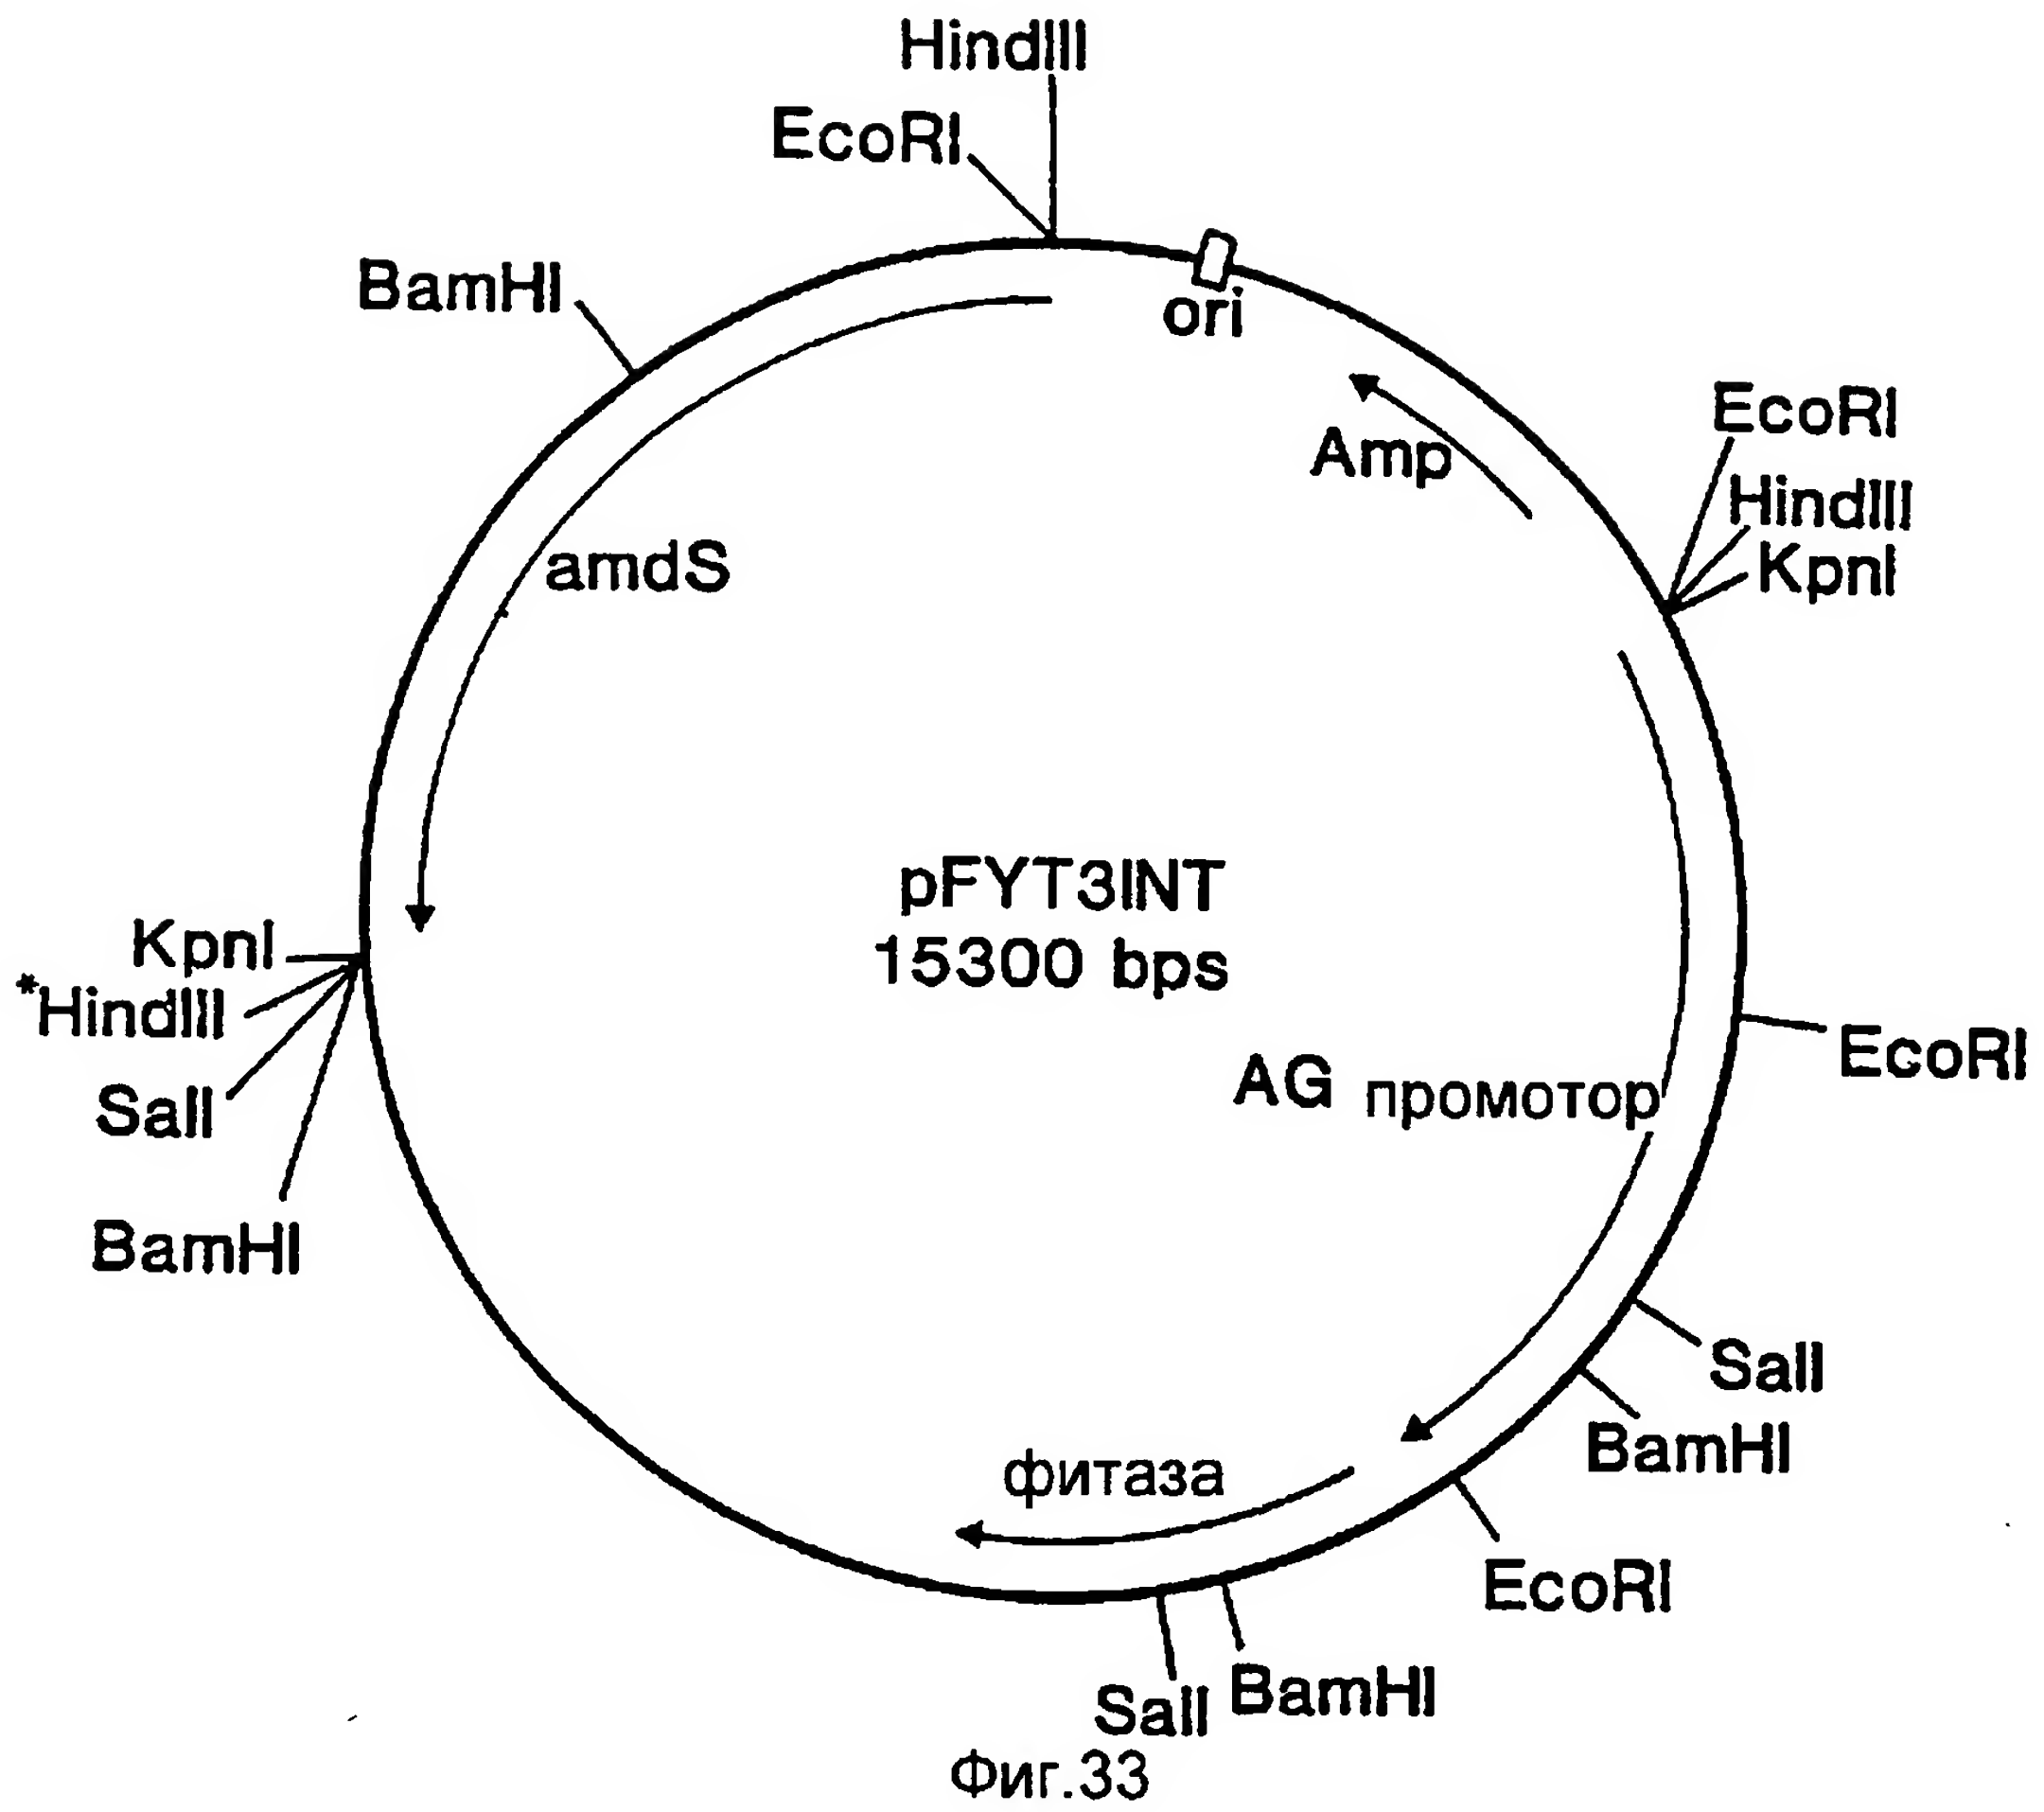 HindIII
EcoRI
BamHI
ori
EcoRI
Amp
HindIII
KpnI
amdS
pFYT3INT
15300 bps
KpnI
*HindIII
EcoRI
AG промотор
SalI
BamHI
SalI
BamHI
фитаза
EcoRI
SalI BamHI
Фиг.33